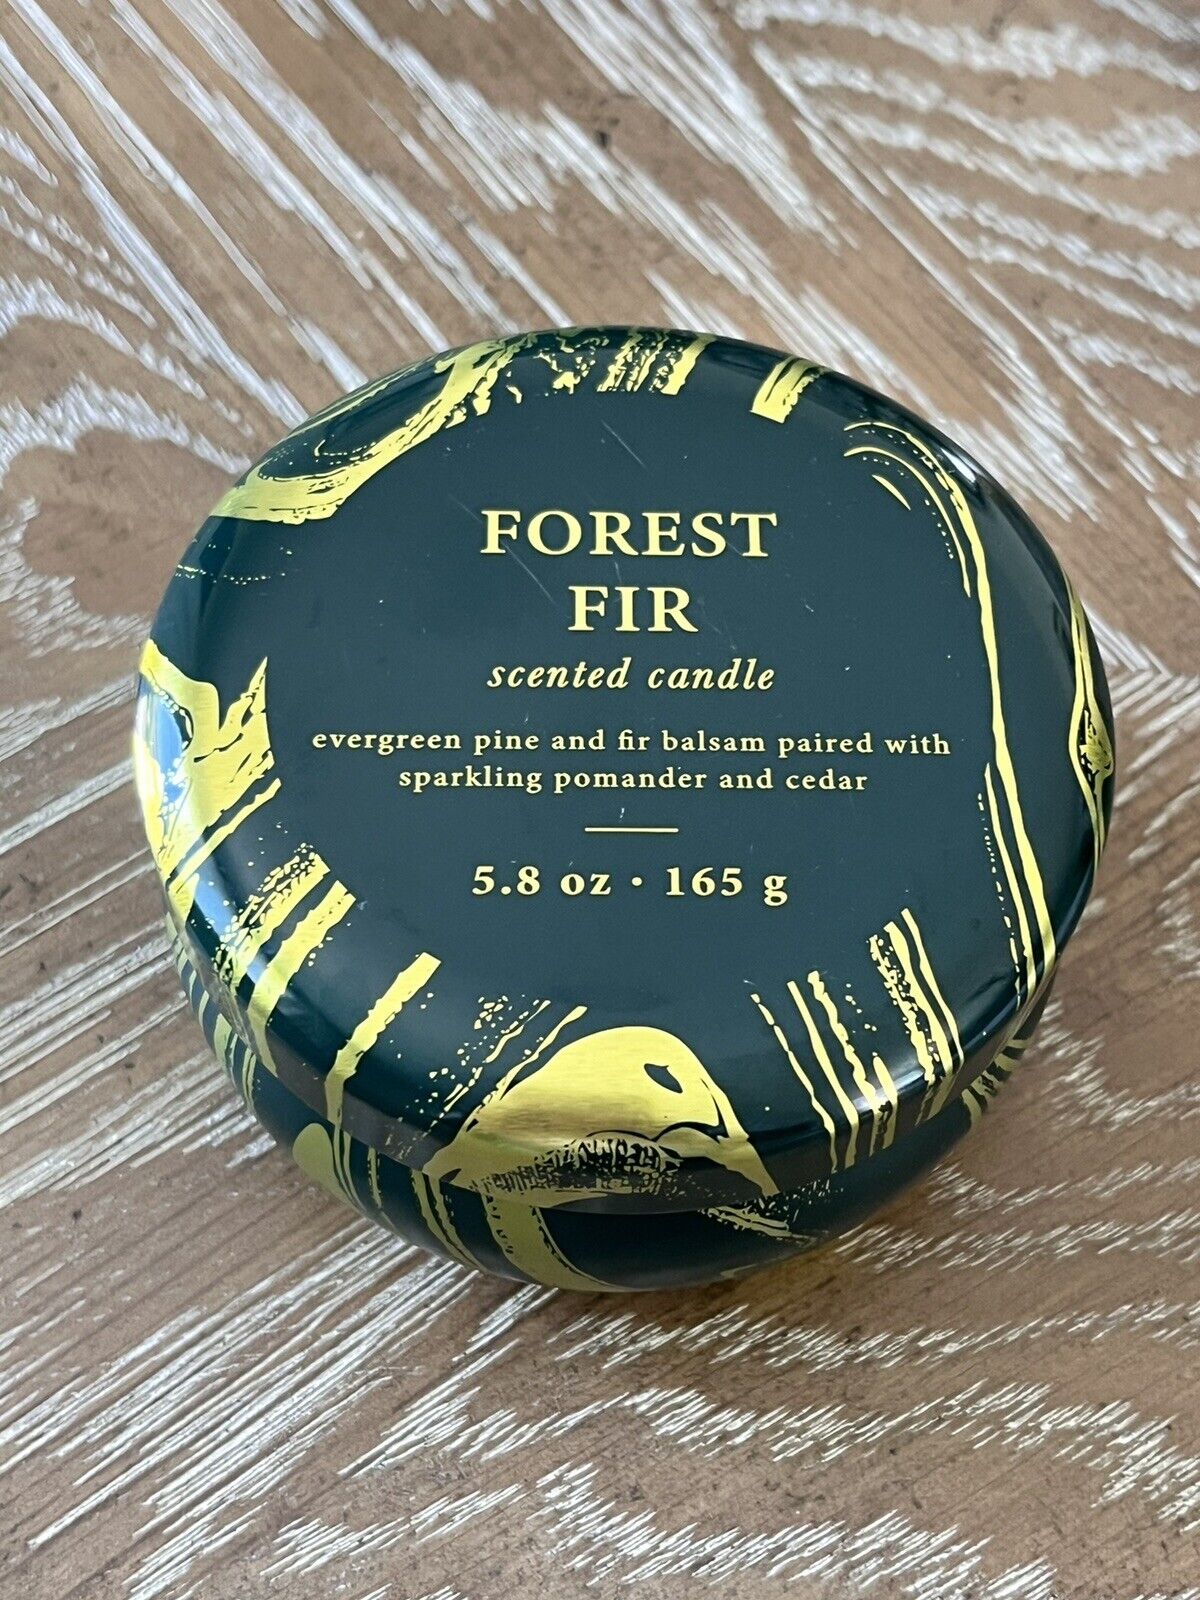 FOREST
FIR
scented candle
evergreen pine and fir balsam paired with
sparkling pomander and cedar
5.8 oz • 165 g